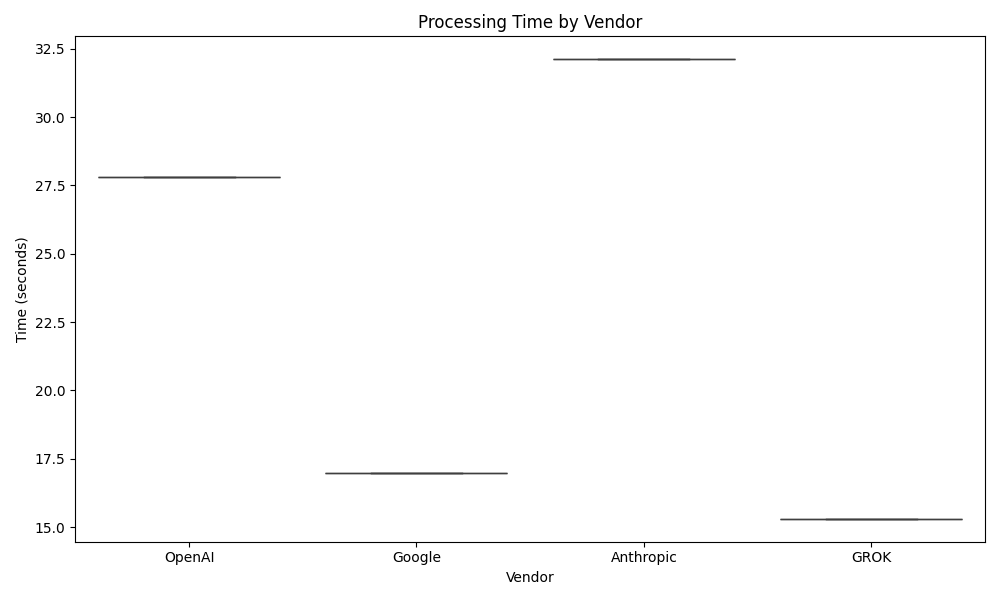 Processing Time by Vendor
32.5
30.0
27.5
25.0
22.5
20.0
17.5
15.0
Time (seconds)
OpenAI Google Anthropic GROK
Vendor